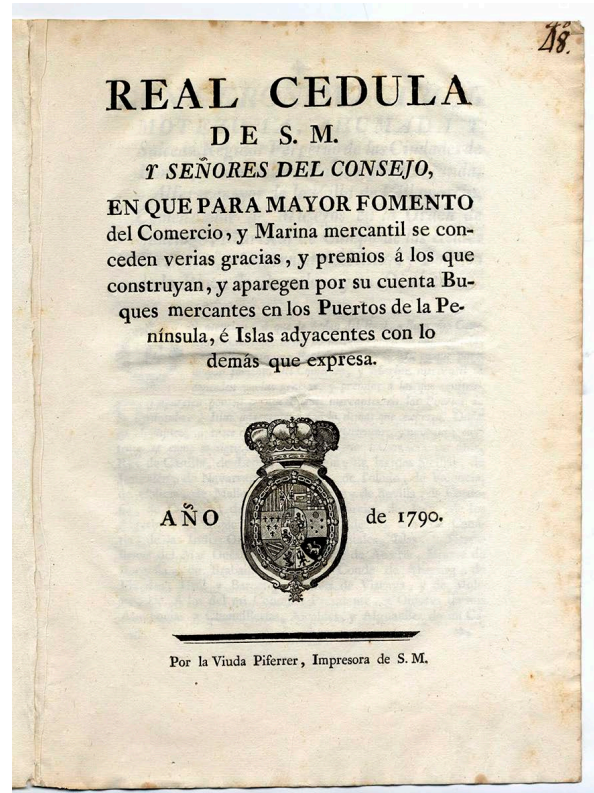 48.
REAL CEDULA
DE S. M.
Y SEÑORES DEL CONSEJO,
EN QUE PARA MAYOR FOMENTO
del Comercio, y Marina mercantil se con-
ceden verias gracias, y premios á los que
construyan, y aparegen por su cuenta Bu-
ques mercantes en los Puertos de la Pe-
nínsula, é Islas adyacentes con lo
demás que expresa.
AÑO de 1790.
Por la Viuda Piferrer, Impresora de S. M.